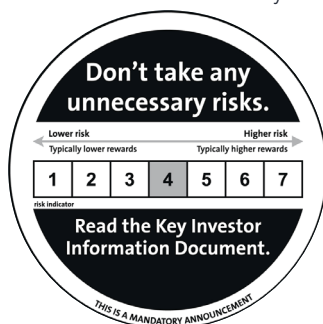 Don't take any
unnecessary risks.
Lower risk Higher risk
Typically lower rewards Typically higher rewards
1 2 3 4 5 6 7
risk indicator
Read the Key Investor
Information Document.
THIS IS A MANDATORY ANNOUNCEMENT